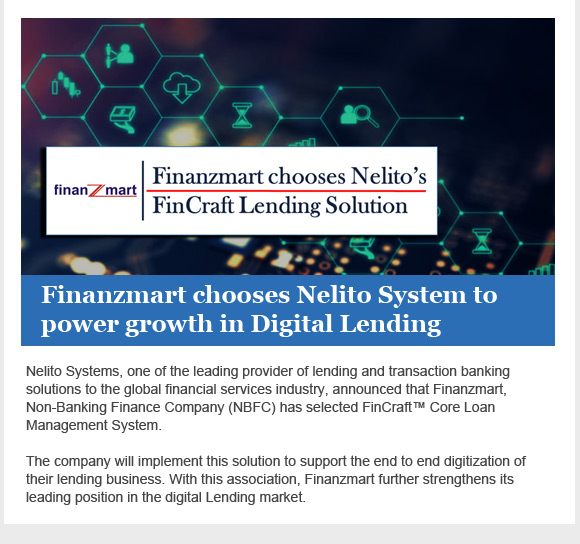 finanZmart
Finanzmart chooses Nelito's
FinCraft Lending Solution
Finanzmart chooses Nelito System to
power growth in Digital Lending
Nelito Systems, one of the leading provider of lending and transaction banking
solutions to the global financial services industry, announced that Finanzmart,
Non-Banking Finance Company (NBFC) has selected FinCraft™ Core Loan
Management System.
The company will implement this solution to support the end to end digitization of
their lending business. With this association, Finanzmart further strengthens its
leading position in the digital Lending market.